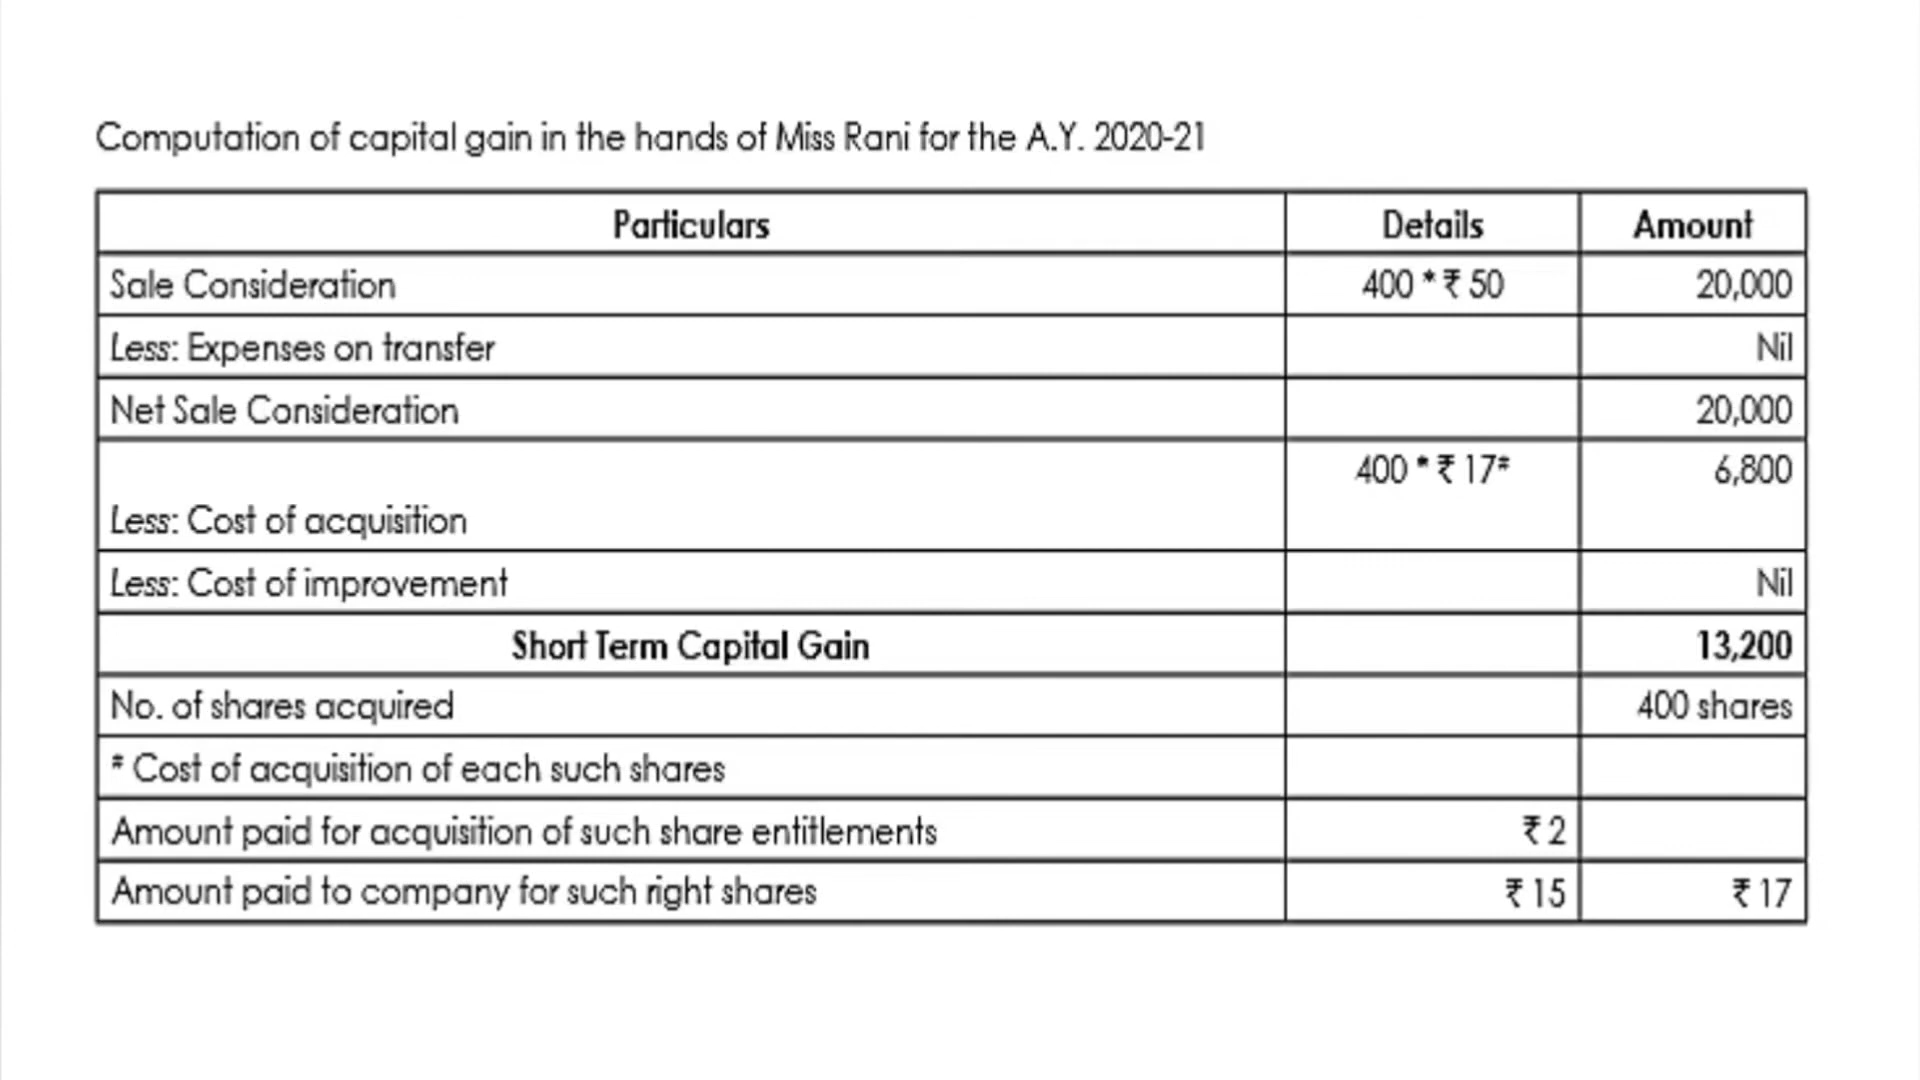 Computation of capital gain in the hands of Miss Rani for the A.Y. 2020-21
Particulars Details Amount
Sale Consideration 400 * ₹ 50 20,000
Less: Expenses on transfer Nil
Net Sale Consideration 20,000
400 * ₹ 17# 6,800
Less: Cost of acquisition
Less: Cost of improvement Nil
Short Term Capital Gain 13,200
No. of shares acquired 400 shares
# Cost of acquisition of each such shares
Amount paid for acquisition of such share entitlements ₹ 2
Amount paid to company for such right shares ₹ 15 ₹ 17